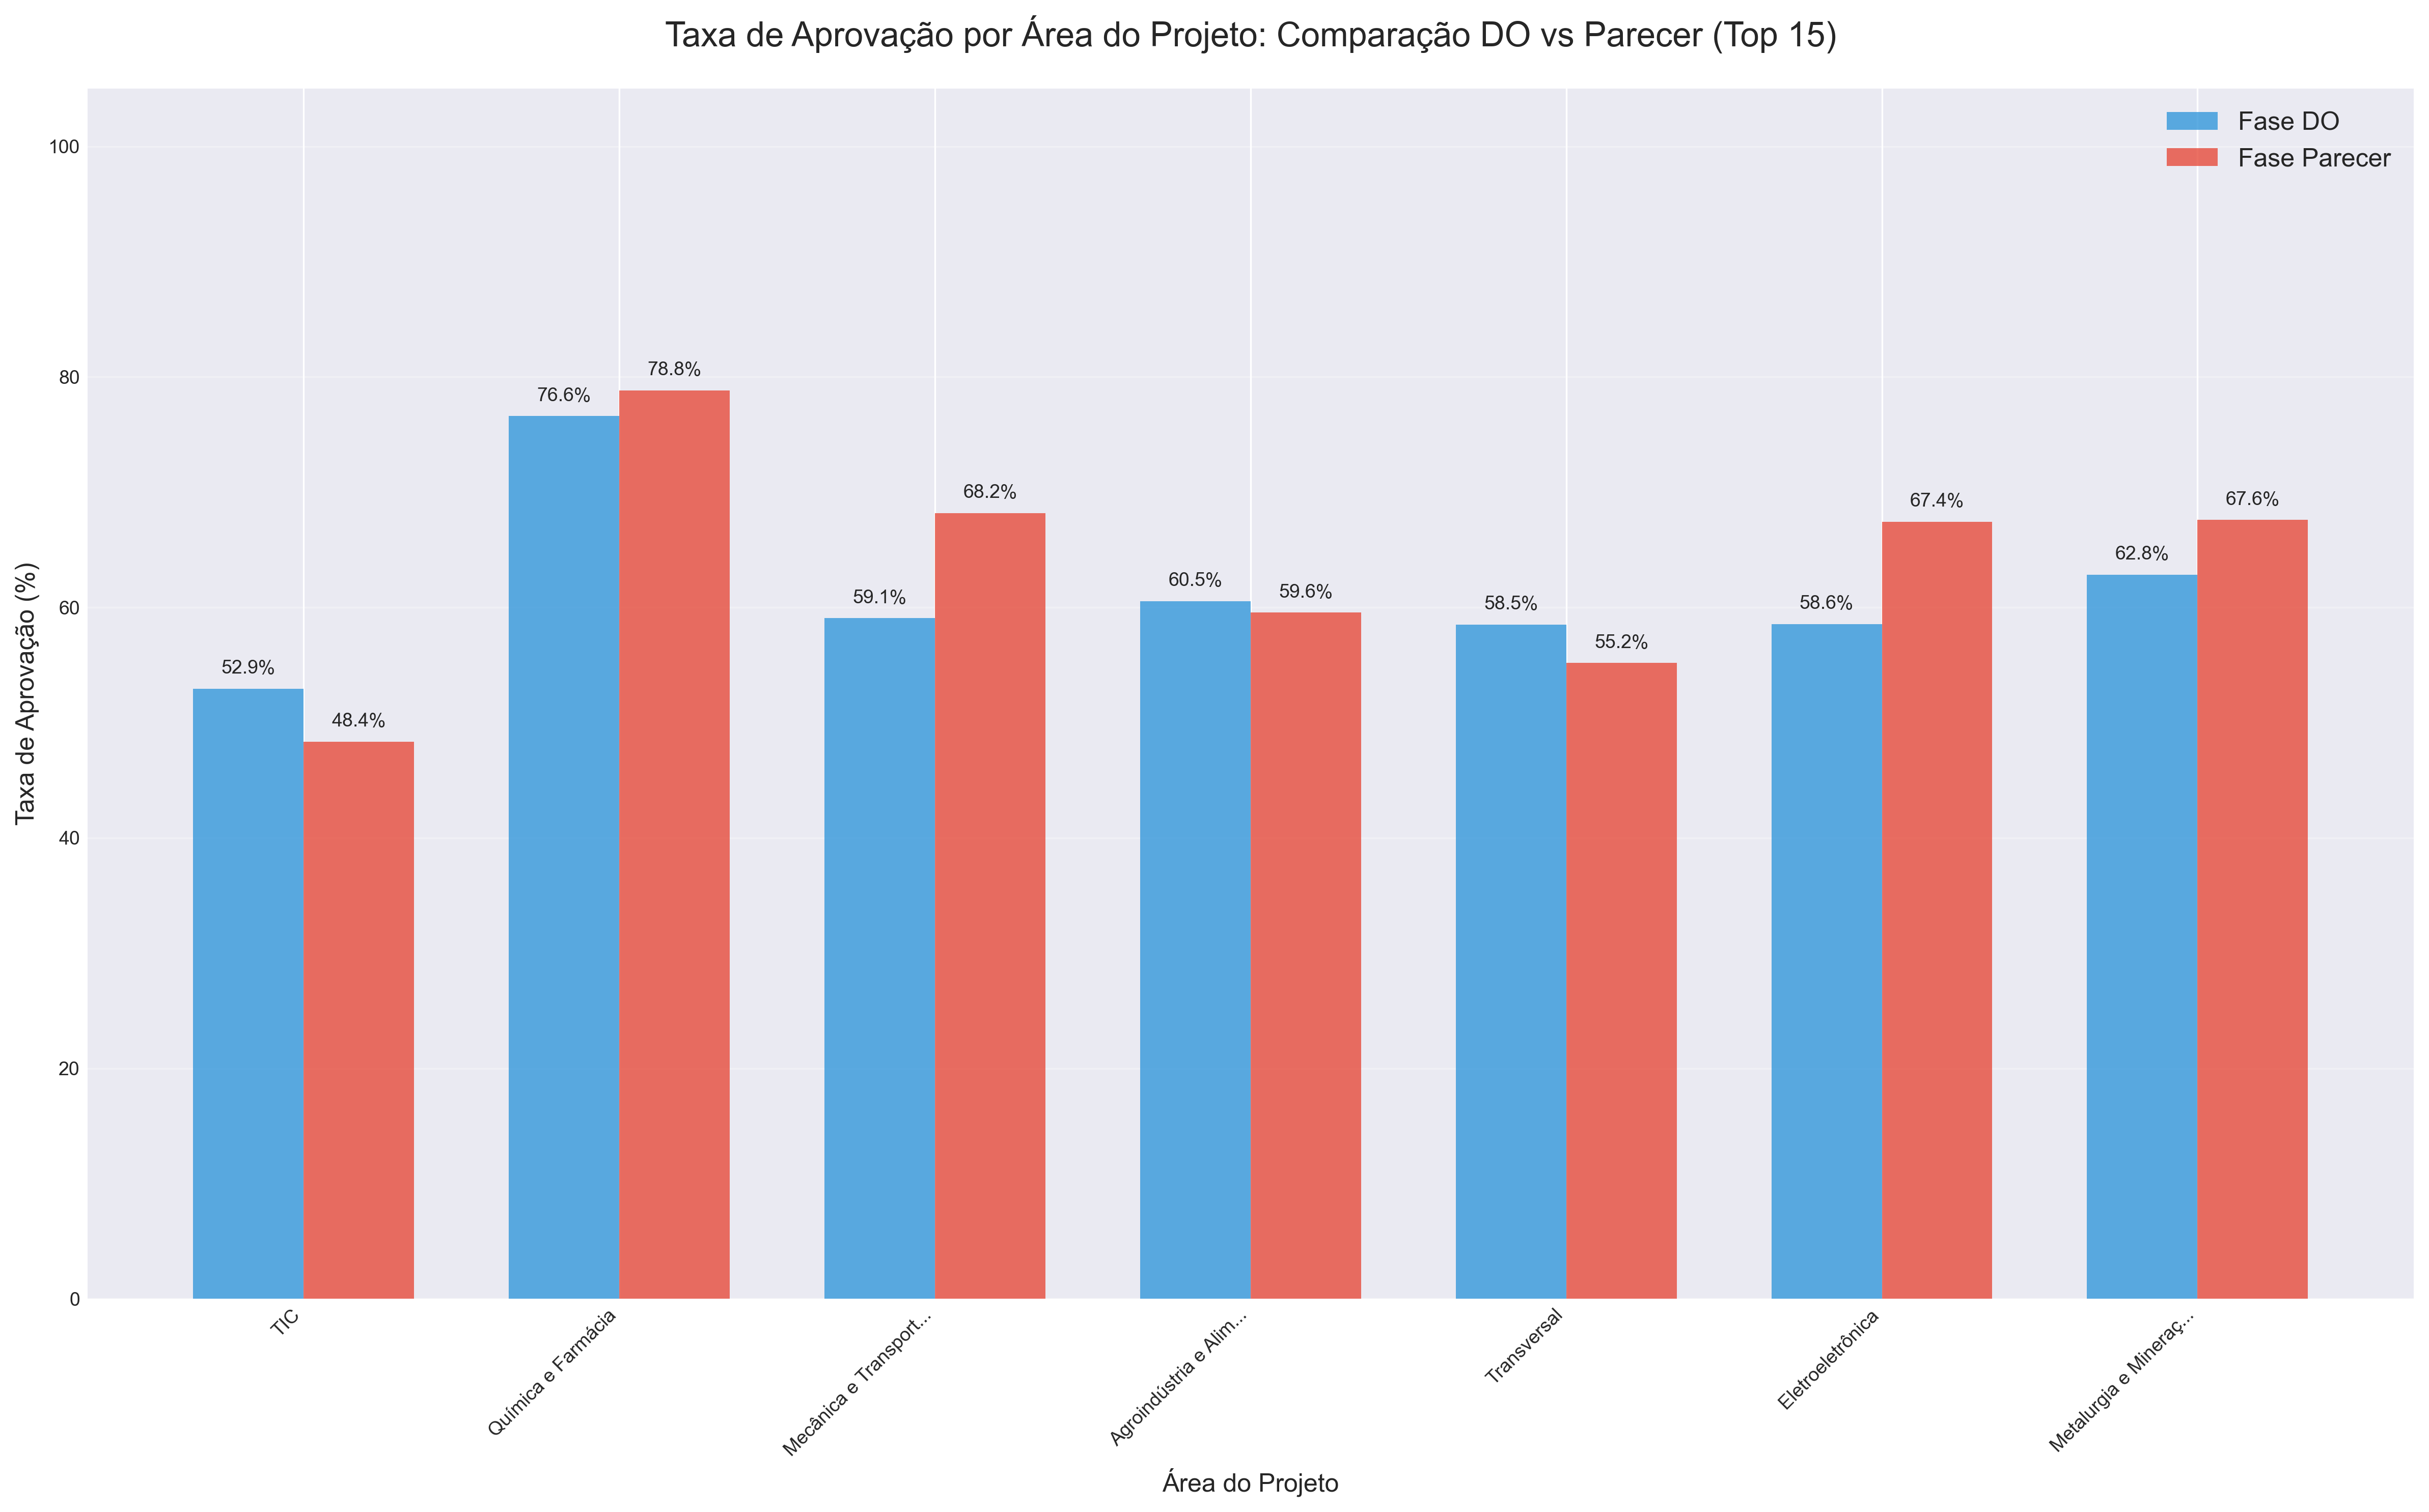 Taxa de Aprovação por Área do Projeto: Comparação DO vs Parecer (Top 15)
Fase DO
Fase Parecer
Taxa de Aprovação (%)
100
80
60
40
20
0
52.9%
48.4%
76.6%
78.8%
59.1%
68.2%
60.5%
59.6%
58.5%
55.2%
58.6%
67.4%
62.8%
67.6%
TIC
Química e Farmácia
Mecânica e Transport...
Agroindústria e Alim...
Transversal
Eletroeletrônica
Metalurgia e Mineraç...
Área do Projeto